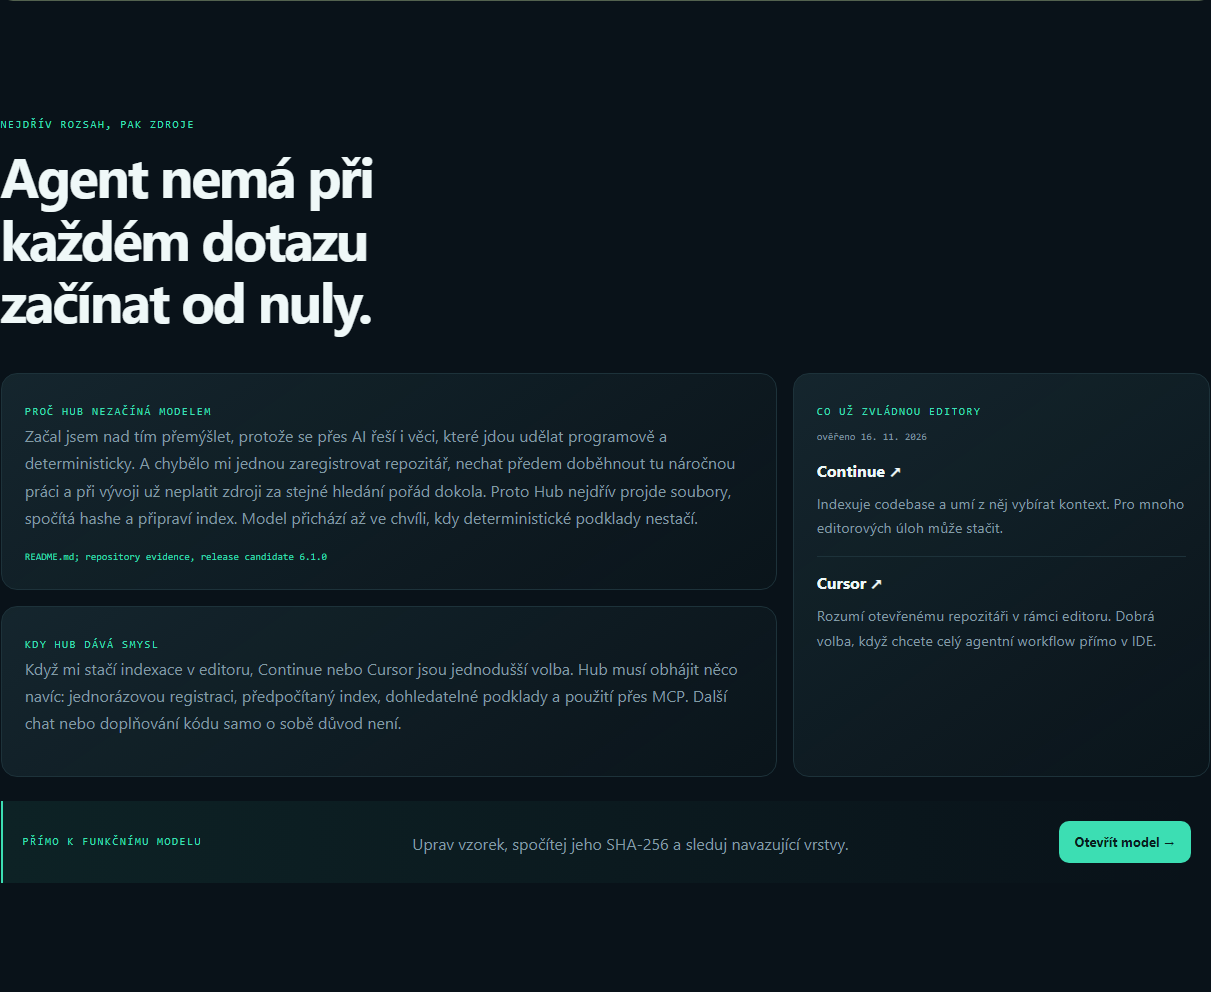 NEJDŘÍV ROZSAH, PAK ZDROJE
Agent nemá při
každém dotazu
začínat od nuly.
PROČ HUB NEZAČÍNÁ MODELEM
Začal jsem nad tím přemýšlet, protože se přes AI řeší i věci, které jdou udělat programově a
deterministicky. A chybělo mi jednou zaregistrovat repozitář, nechat předem doběhnout tu náročnou
práci a při vývoji už neplatit zdroji za stejné hledání pořád dokola. Proto Hub nejdřív projde soubory,
spočítá hashe a připraví index. Model přichází až ve chvíli, kdy deterministické podklady nestačí.
README.md; repository evidence, release candidate 6.1.0
KDY HUB DÁVÁ SMYSL
Když mi stačí indexace v editoru, Continue nebo Cursor jsou jednodušší volba. Hub musí obhájit něco
navíc: jednorázovou registraci, předpočítaný index, dohledatelné podklady a použití přes MCP. Další
chat nebo doplňování kódu samo o sobě důvod není.
CO UŽ ZVLÁDNOU EDITORY
ověřeno 16. 11. 2026
Continue ↗
Indexuje codebase a umí z něj vybírat kontext. Pro mnoho
editorových úloh může stačit.
Cursor ↗
Rozumí otevřenému repozitáři v rámci editoru. Dobrá
volba, když chcete celý agentní workflow přímo v IDE.
PŘÍMO K FUNKČNÍMU MODELU
Uprav vzorek, spočítej jeho SHA-256 a sleduj navazující vrstvy.
Otevřít model →